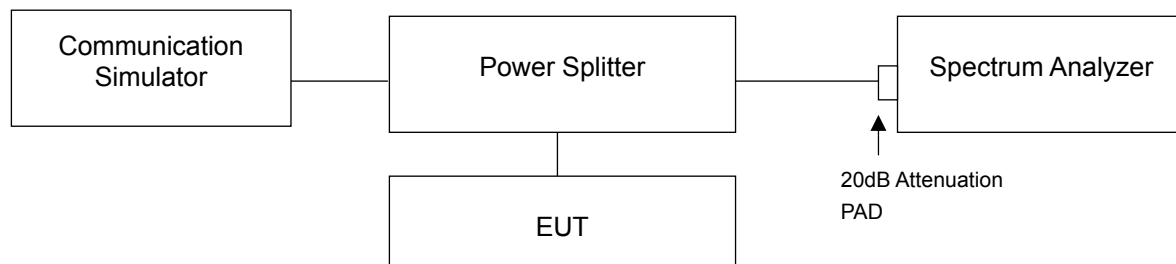 Communication
Simulator
Power Splitter
Spectrum Analyzer
20dB Attenuation
PAD
EUT